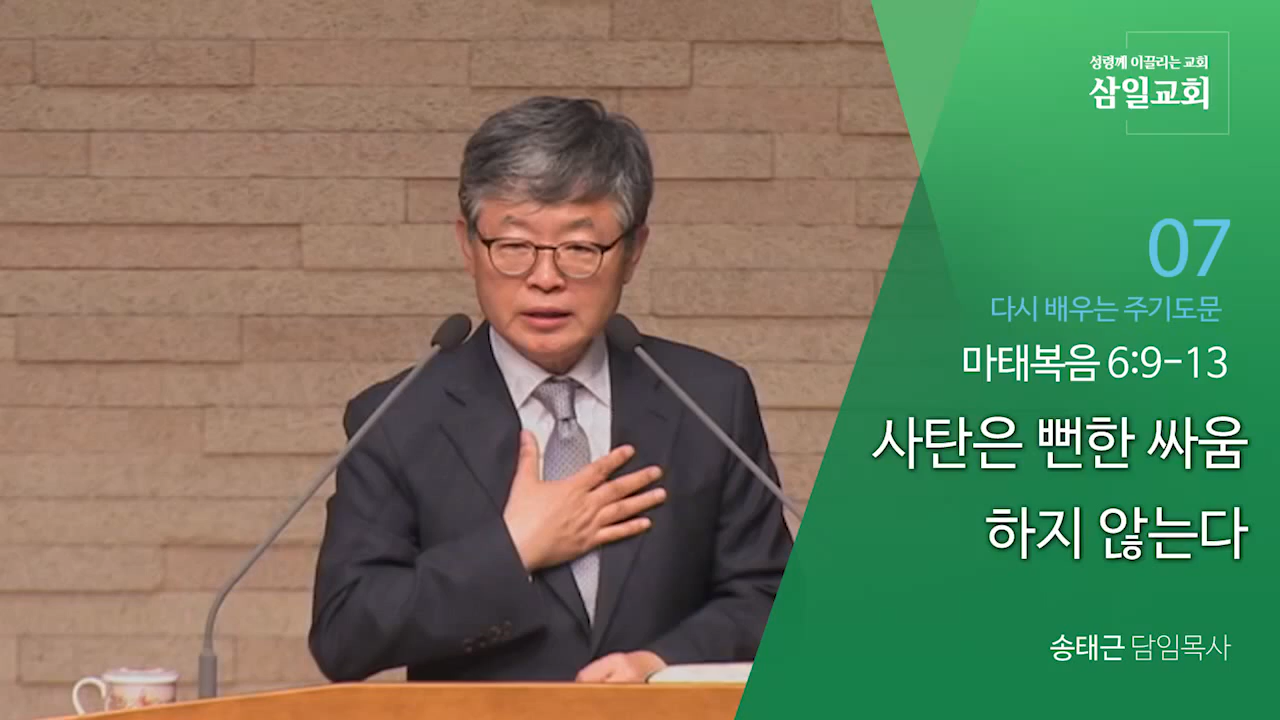 성령께 이끌리는 교회
삼일교회
07
다시 배우는 주기도문
마태복음 6:9-13
사탄은 뻔한 싸움
하지 않는다
송태근 담임목사